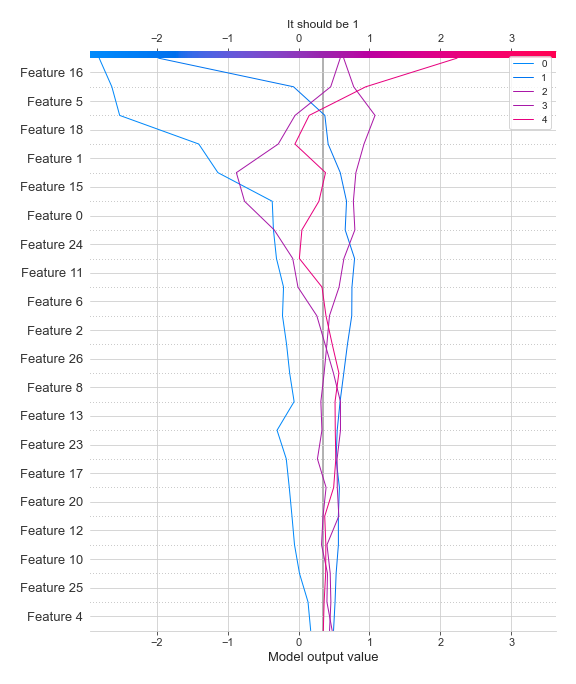 It should be 1
−2 −1 0 1 2 3
0
1
2
3
4
Feature 16
Feature 5
Feature 18
Feature 1
Feature 15
Feature 0
Feature 24
Feature 11
Feature 6
Feature 2
Feature 26
Feature 8
Feature 13
Feature 23
Feature 17
Feature 20
Feature 12
Feature 10
Feature 25
Feature 4
−2 −1 0 1 2 3
Model output value